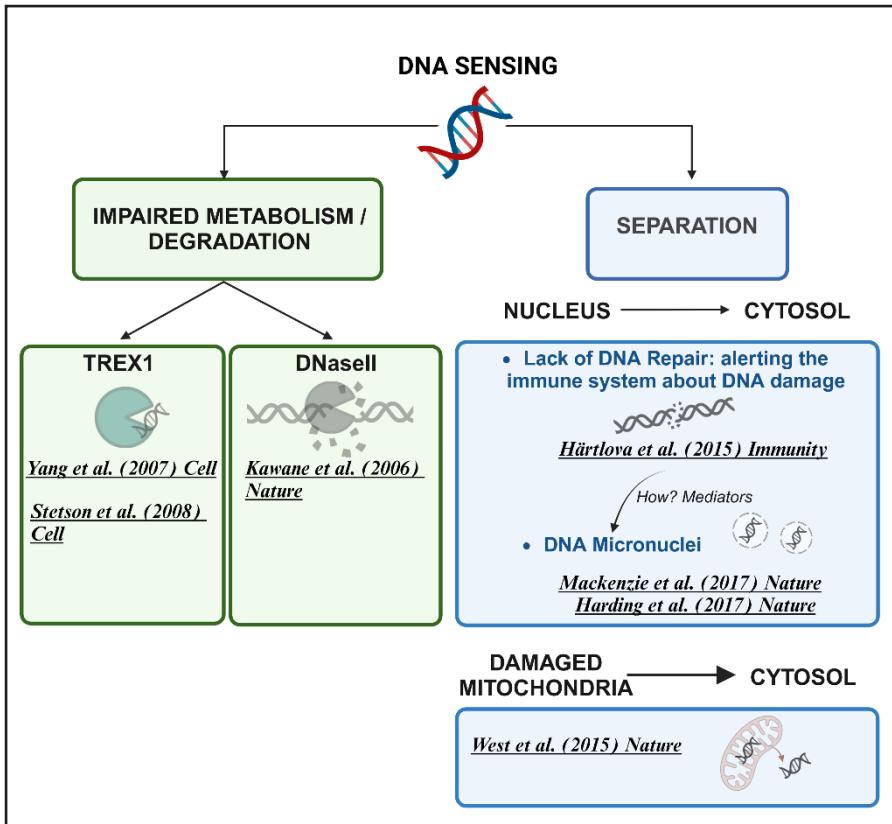 DNA SENSING
IMPAIRED METABOLISM /
DEGRADATION
SEPARATION
NUCLEUS
CYTOSOL
TREX1
Yang et al. (2007) Cell
Stetson et al. (2008)
Cell
DNaseII
Kawane et al. (2006)
Nature
• Lack of DNA Repair: alerting the
immune system about DNA damage
Härtlova et al. (2015) Immunity
How? Mediators
• DNA Micronuclei
Mackenzie et al. (2017) Nature
Harding et al. (2017) Nature
DAMAGED
MITOCHONDRIA
CYTOSOL
West et al. (2015) Nature